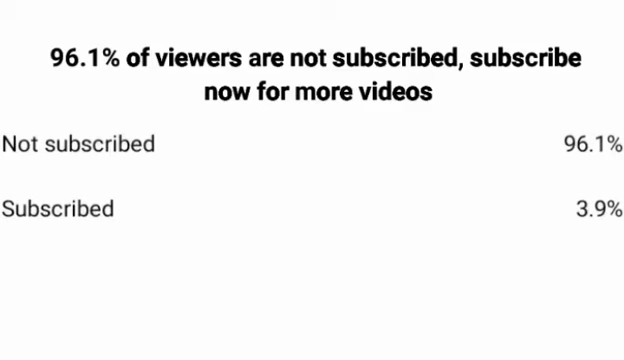 96.1% of viewers are not subscribed, subscribe
now for more videos
Not subscribed 96.1%
Subscribed 3.9%